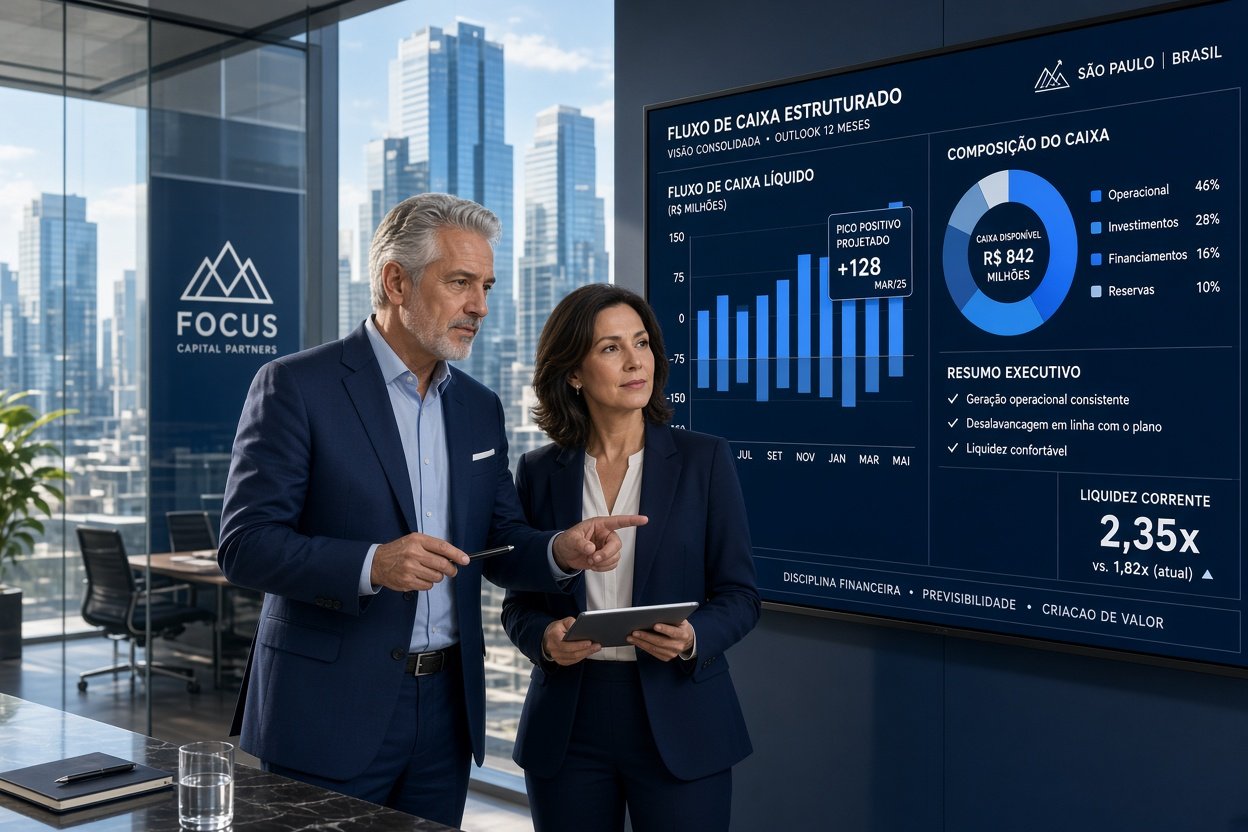 FOCUS
CAPITAL PARTNERS
SÃO PAULO | BRASIL
FLUXO DE CAIXA ESTRUTURADO
VISÃO CONSOLIDADA • OUTLOOK 12 MESES
FLUXO DE CAIXA LÍQUIDO
(R$ MILHÕES)
150
75
0
-75
-150
PICO POSITIVO
PROJETADO
+128
MAR/25
JUL SET NOV JAN MAR MAI
COMPOSIÇÃO DO CAIXA
CAIXA DISPONÍVEL
R$ 842
MILHÕES
Operacional 46%
Investimentos 28%
Financiamentos 16%
Reservas 10%
RESUMO EXECUTIVO
✓ Geração operacional consistente
✓ Desalavancagem em linha com o plano
✓ Liquidez confortável
LIQUIDEZ CORRENTE
2,35x
vs. 1,82x (atual) ▲
DISCIPLINA FINANCEIRA • PREVISIBILIDADE • CRIACAO DE VALOR